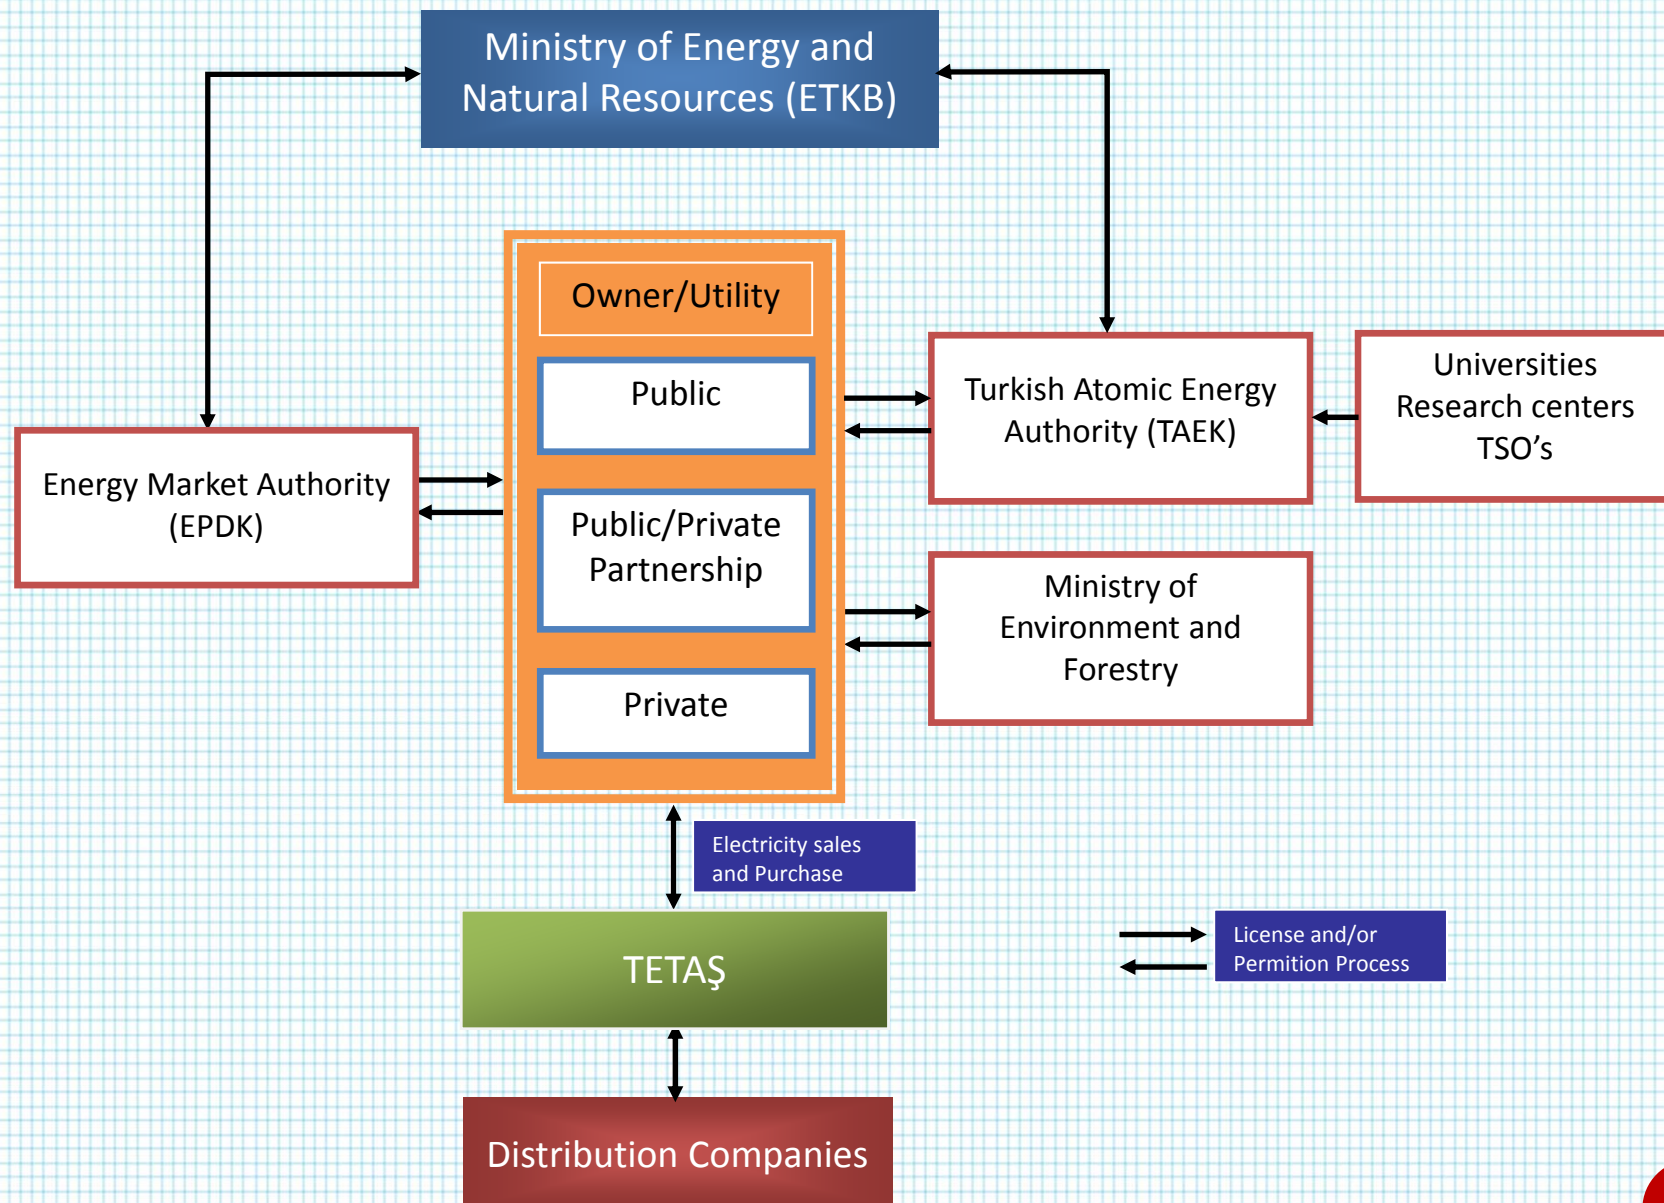 Ministry of Energy and
Natural Resources (ETKB)
Owner/Utility
Public
Public/Private
Partnership
Private
Energy Market Authority
(EPDK)
Turkish Atomic Energy
Authority (TAEK)
Universities
Research centers
TSO’s
Ministry of
Environment and
Forestry
Electricity sales
and Purchase
TETAŞ
License and/or
Permition Process
Distribution Companies